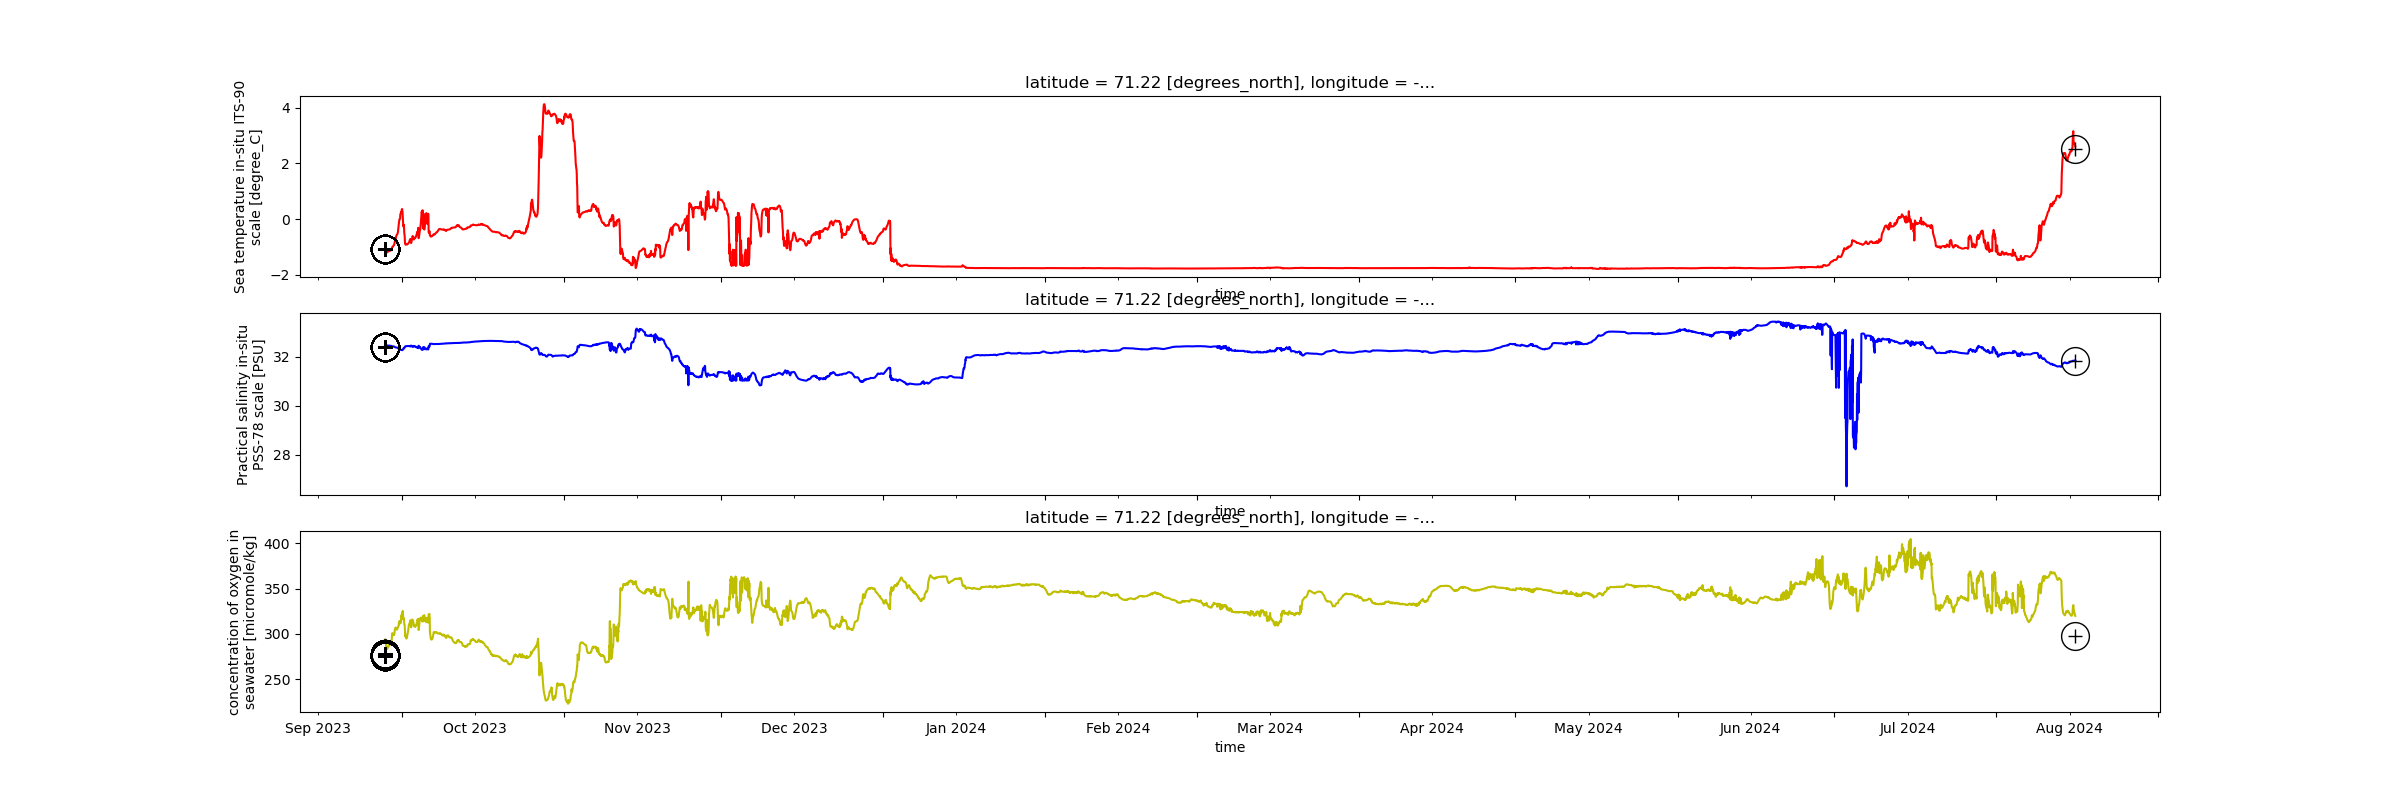 latitude = 71.22 [degrees_north], longitude = -...
Sea temperature in-situ ITS-90
scale [degree_C]
4
2
0
−2
time
latitude = 71.22 [degrees_north], longitude = -...
Practical salinity in-situ
PSS-78 scale [PSU]
32
30
28
time
latitude = 71.22 [degrees_north], longitude = -...
concentration of oxygen in
seawater [micromole/kg]
400
350
300
250
Sep 2023 Oct 2023 Nov 2023 Dec 2023 Jan 2024 Feb 2024 Mar 2024 Apr 2024 May 2024 Jun 2024 Jul 2024 Aug 2024
time